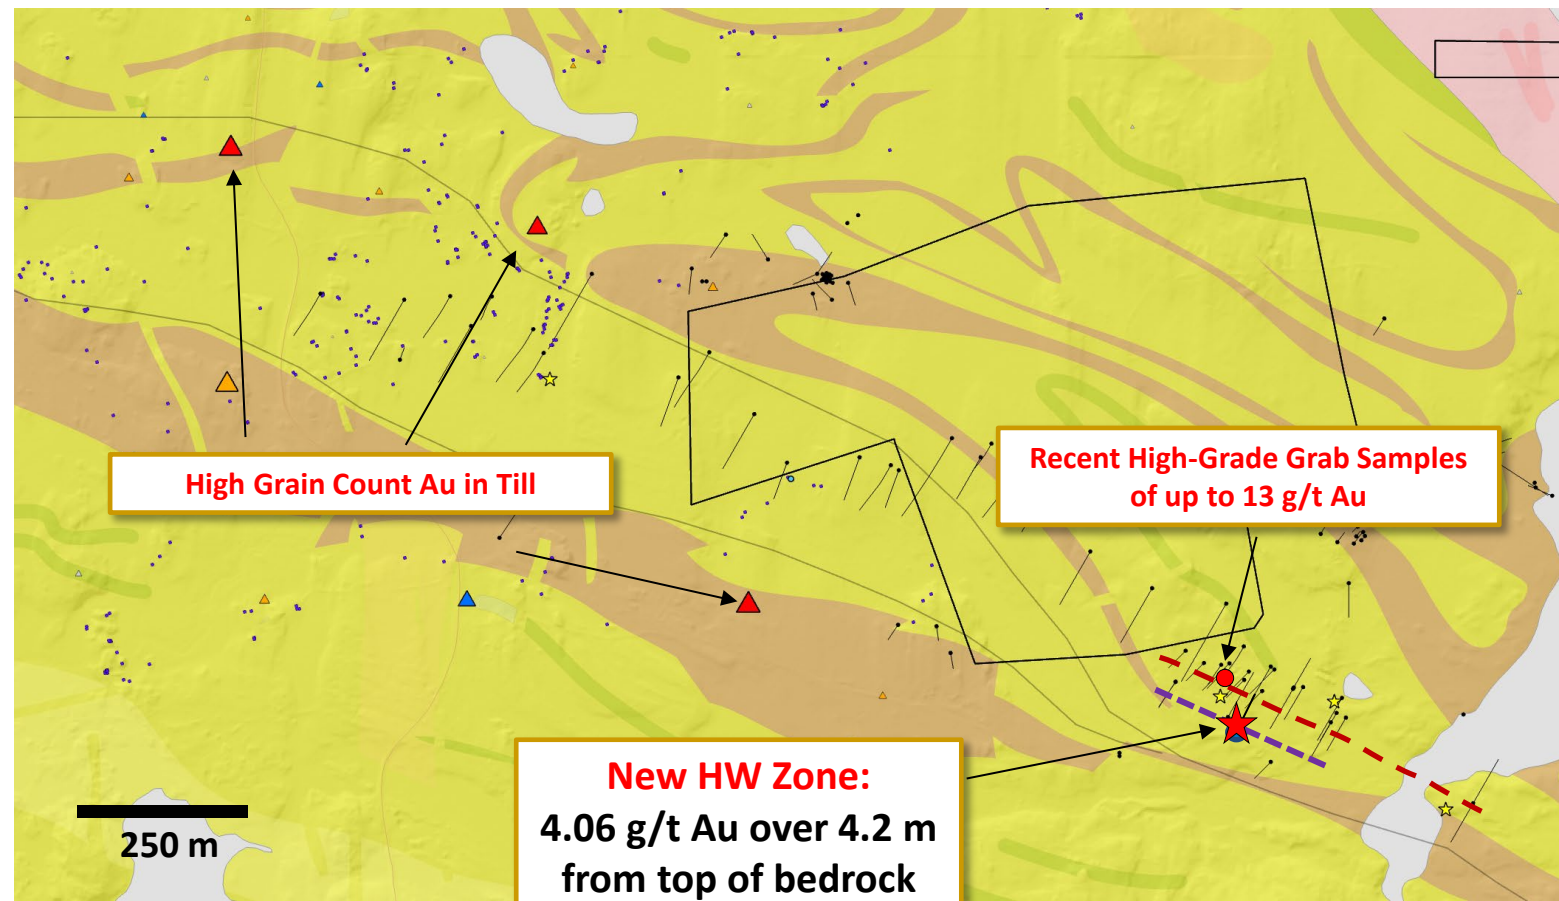 High Grain Count Au in Till
Recent High-Grade Grab Samples
of up to 13 g/t Au
New HW Zone:
4.06 g/t Au over 4.2 m
from top of bedrock
250 m